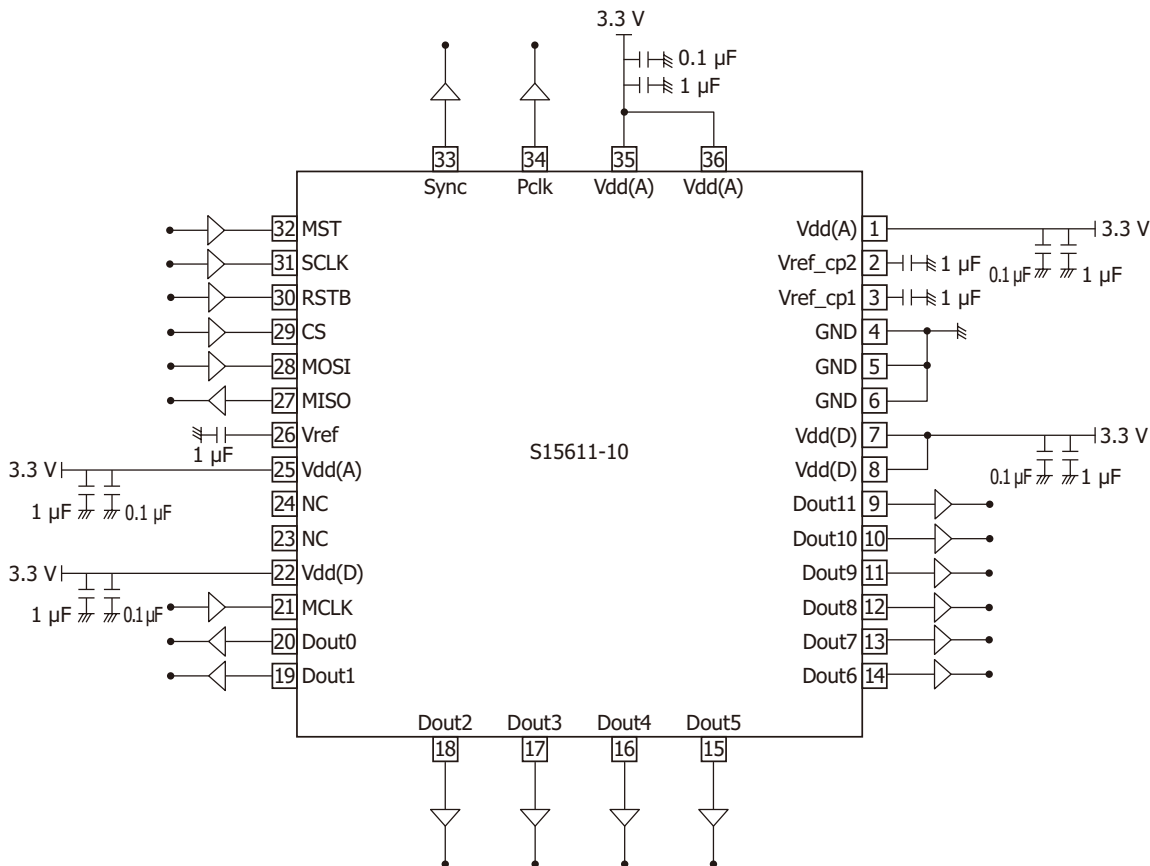 3.3 V
0.1 µF
1 µF
33 34 35 36
Sync Pclk Vdd(A) Vdd(A)
32 MST
31 SCLK
30 RSTB
29 CS
28 MOSI
27 MISO
26 Vref
1 µF
3.3 V 25 Vdd(A)
1 µF 0.1 µF
24 NC
23 NC
3.3 V 22 Vdd(D)
1 µF 0.1 µF
21 MCLK
20 Dout0
19 Dout1
S15611-10
Vdd(A) 1 3.3 V
0.1 µF 1 µF
Vref_cp2 2 1 µF
Vref_cp1 3 1 µF
GND 4
GND 5
GND 6
Vdd(D) 7 3.3 V
0.1 µF 1 µF
Vdd(D) 8
Dout11 9
Dout10 10
Dout9 11
Dout8 12
Dout7 13
Dout6 14
Dout2 Dout3 Dout4 Dout5
18 17 16 15